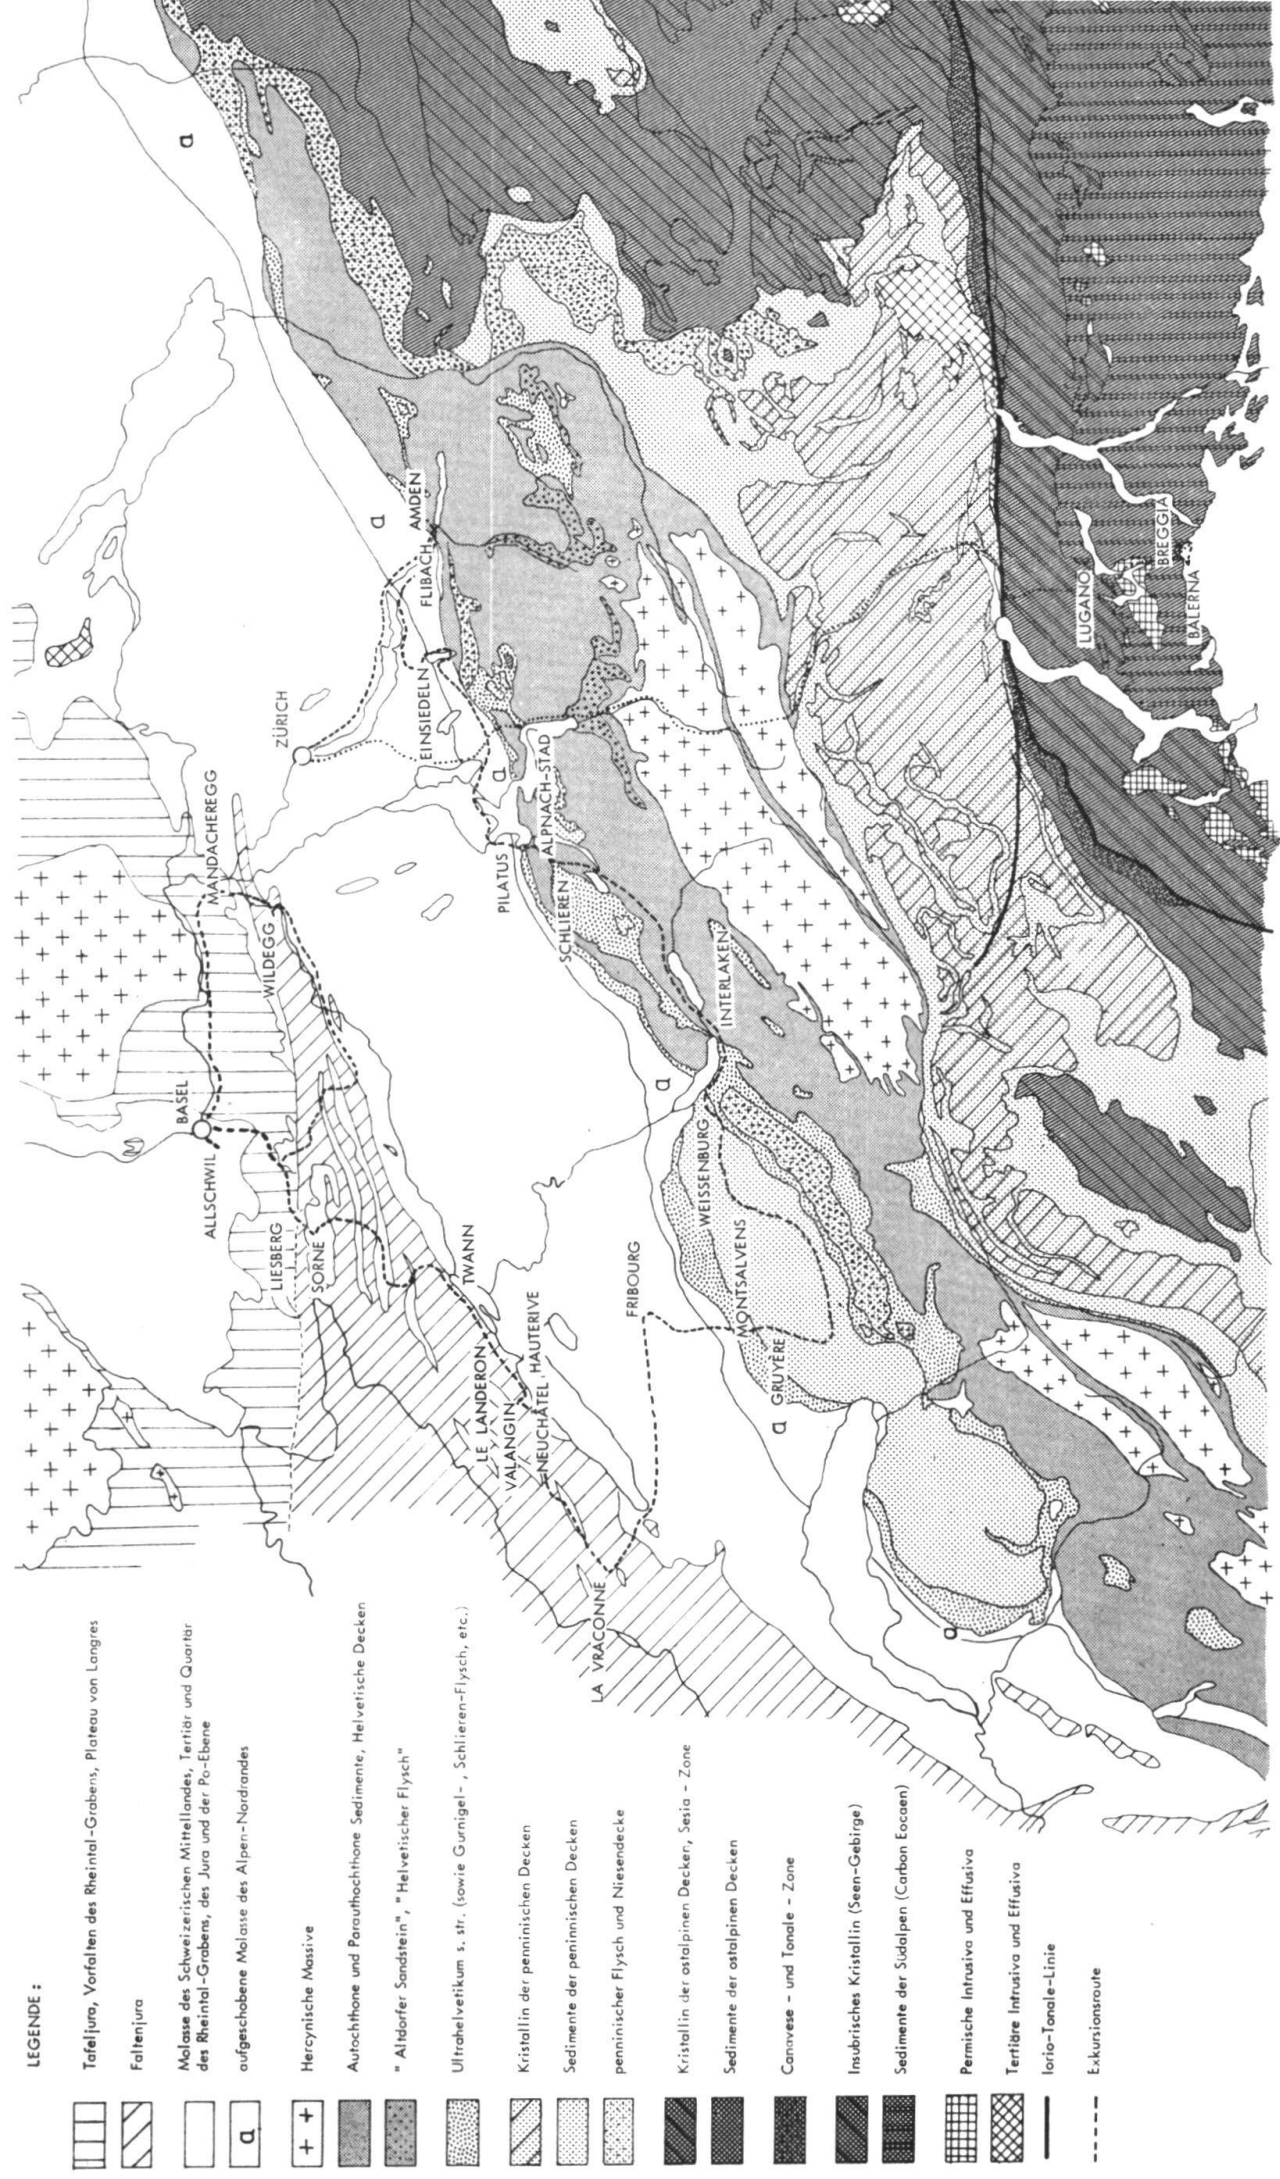 LEGENDE :
Tafeljura, Vorfalten des Rheintal-Grabens, Plateau von Langres
Faltenjura
Molasse des Schweizerischen Mittellandes, Tertiär und Quartär
des Rheintal-Grabens, des Jura und der Po-Ebene
a
aufgeschobene Molasse des Alpen-Nordrandes
Hercynische Massive
Autochthone und Parauthochthone Sedimente, Helvetische Decken
"Altdorfer Sandstein", "Helvetischer Flysch"
Ultrahelvetikum s. str. (sowie Gurnigel-, Schlieren-Flysch, etc.)
Kristallin der penninischen Decken
Sedimente der peninnischen Decken
penninischer Flysch und Niesendecke
Kristallin der ostalpinen Decken, Sesia - Zone
Sedimente der ostalpinen Decken
Canavese - und Tonale - Zone
Insubrisches Kristallin (Seen-Gebirge)
Sedimente der Südalpen (Carbon Eocaen)
Permische Intrusiva und Effusiva
Tertiäre Intrusiva und Effusiva
Iorio-Tonale-Linie
Exkursionsroute
BASEL
ALLSCHWIL
LIESBERG
SORNE
MANDACHEREGG
WILDEGG
ZÜRICH
TWANN
LE LANDERON
VALANGIN
NEUCHÂTEL
HAUTERIVE
LA VRACONNE
FRIBOURG
MONTSALVENS
GRUYÈRE
WEISSENBURG
INTERLAKEN
SCHLIEREN
PILATUS
ALPNACH-STAD
EINSIEDELN
FLIBACH
AMDEN
LUGANO
BREGGIA
BALERNA
a
a
a
a
a
a